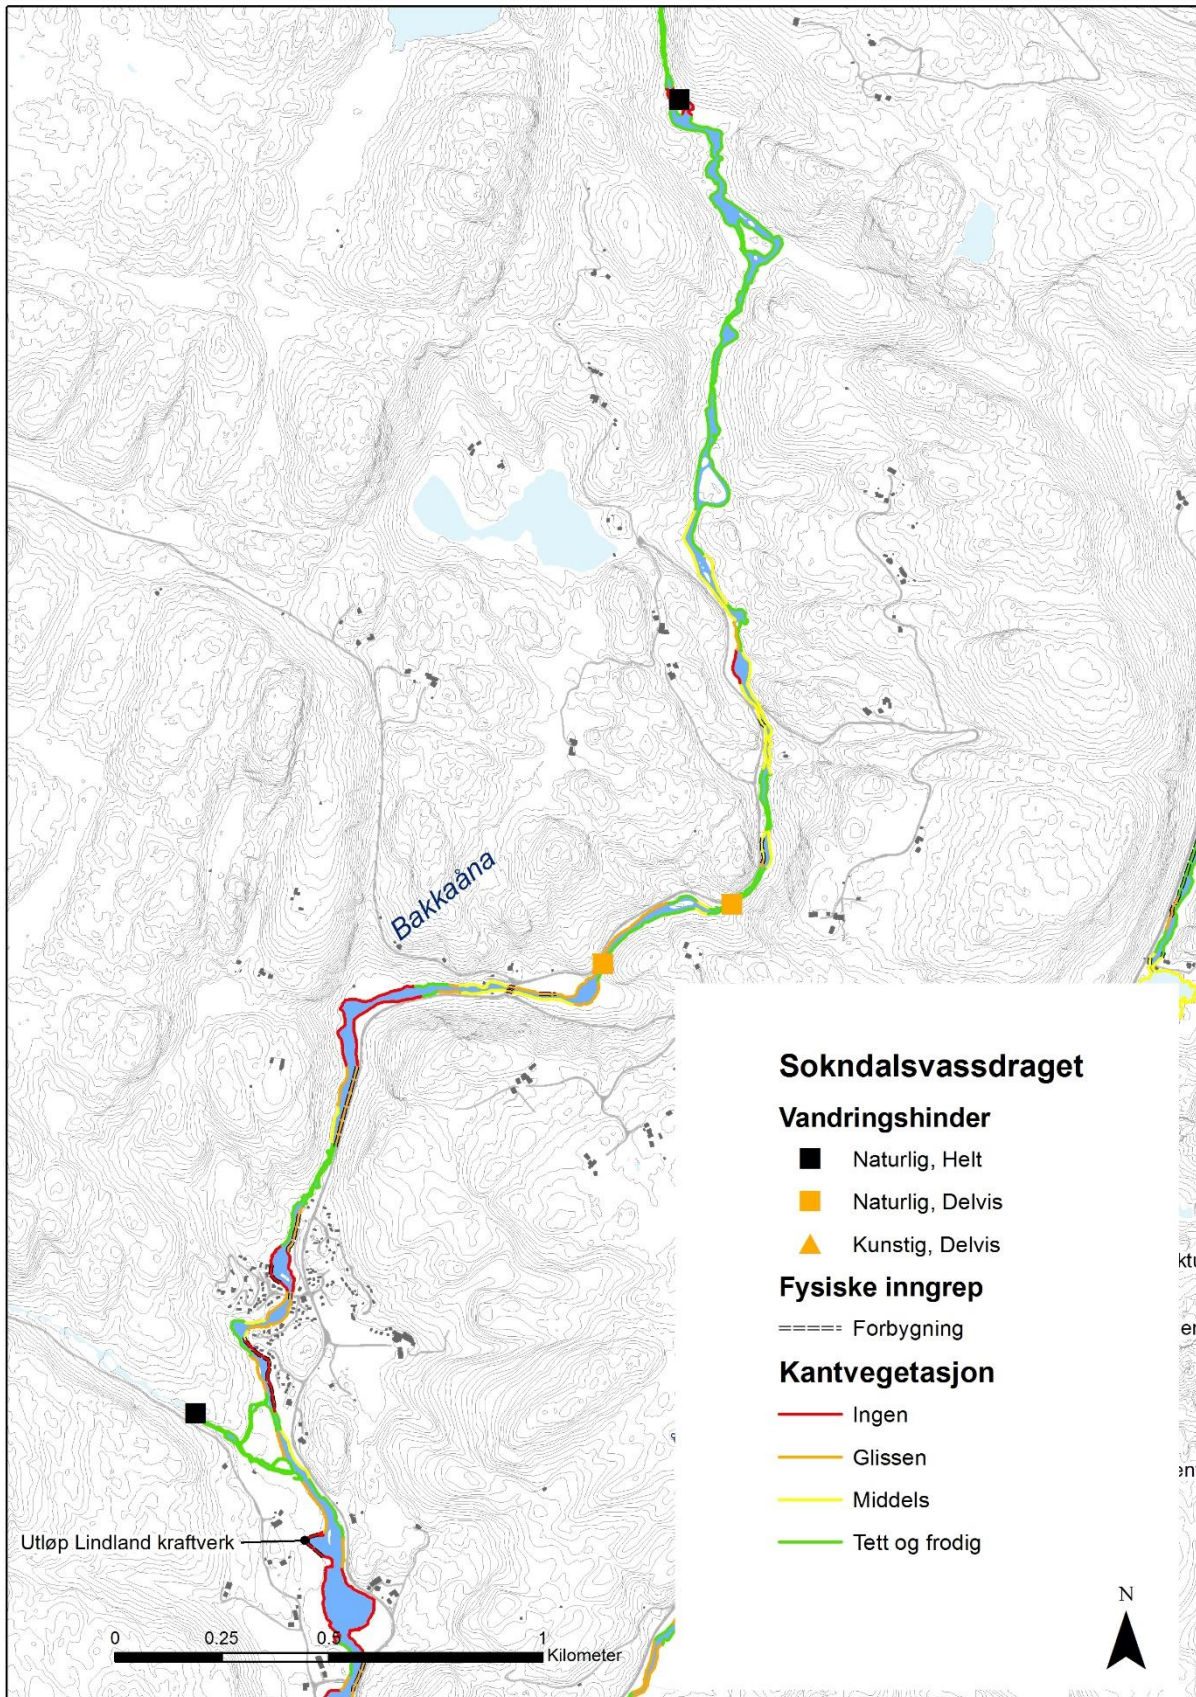 Bakkaåna
Sokndalsvassdraget
Vandringshinder
Naturlig, Helt
Naturlig, Delvis
Kunstig, Delvis
Fysiske inngrep
Forbygning
Kantvegetasjon
Ingen
Glissen
Middels
Tett og frodig
Utløp Lindland kraftverk
N
0 0.25 0.5 1
Kilometer